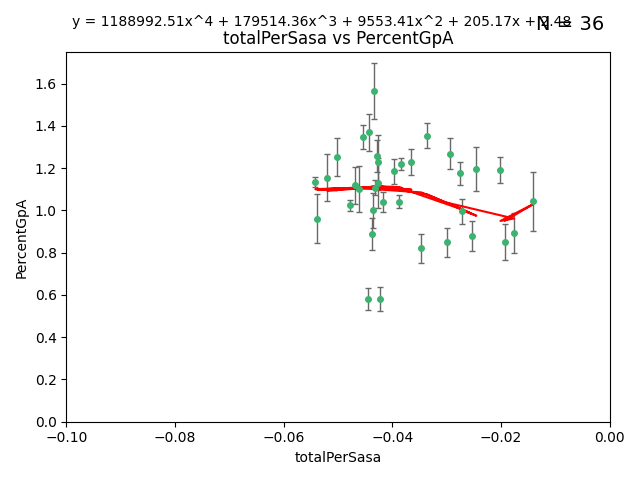 y = 1188992.51x^4 + 179514.36x^3 + 9553.41x^2 + 205.17x +
N = 36
totalPerSasa vs PercentGpA
1.6
1.4
1.2
1.0
0.8
0.6
0.4
0.2
0.0
PercentGpA
−0.10 −0.08 −0.06 −0.04 −0.02 0.00
totalPerSasa